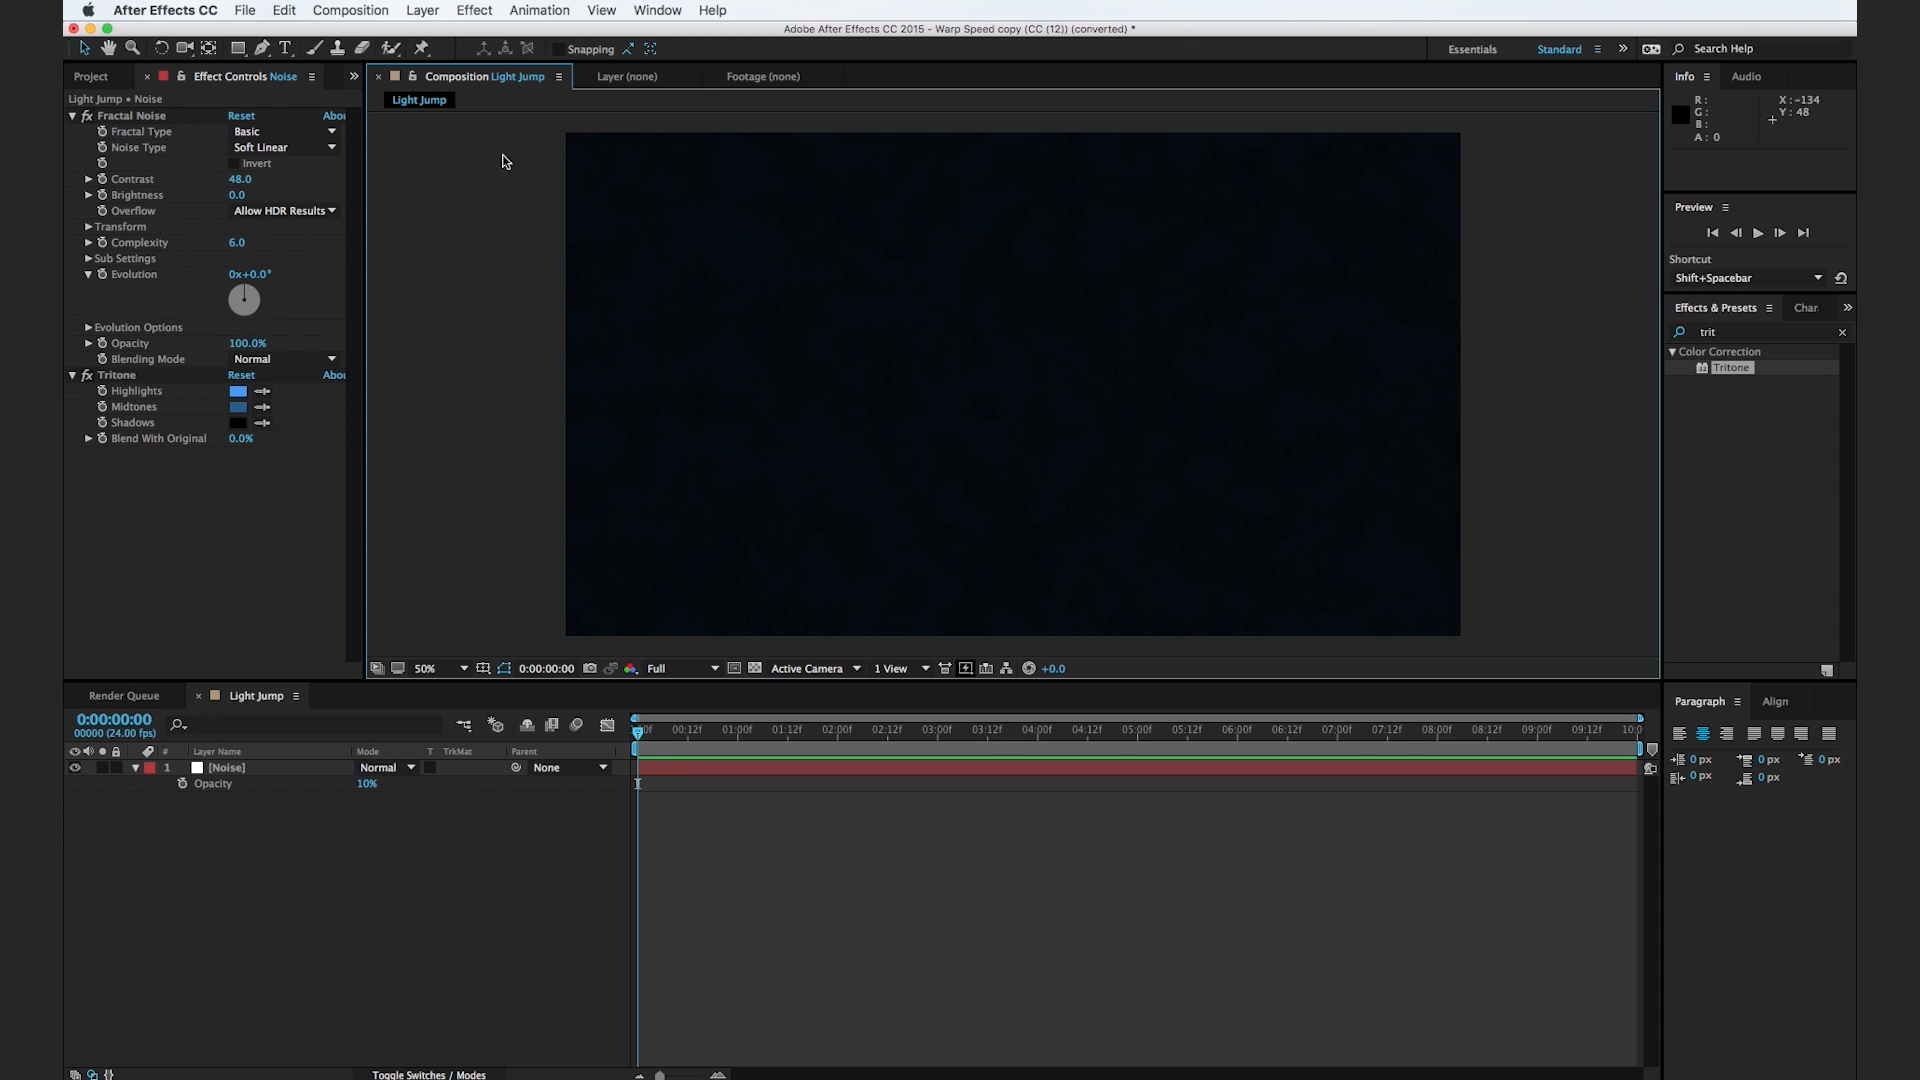 After Effects CC File Edit Composition Layer Effect Animation View Window Help
Adobe After Effects CC 2015 - Warp Speed copy (CC (12)) (converted) *
Snapping Essentials Standard Search Help
Project Effect Controls Noise
Composition Light Jump Layer (none) Footage (none)
Light Jump • Noise
Light Jump
Fractal Noise Reset Abou
Fractal Type Basic
Noise Type Soft Linear
Invert
Contrast 48.0
Brightness 0.0
Overflow Allow HDR Results
Transform
Complexity 6.0
Sub Settings
Evolution 0x+0.0°
Evolution Options
Opacity 100.0%
Blending Mode Normal
Tritone Reset Abou
Highlights
Midtones
Shadows
Blend With Original 0.0%
50% 0:00:00:00 Full Active Camera 1 View +0.0
Info Audio
R: X: -134
G: Y: 48
B:
A: 0
Preview
Shortcut
Shift+Spacebar
Effects & Presets Char
trit
Color Correction
32 Tritone
Render Queue Light Jump
0:00:00:00
00000 (24.00 fps)
00f 00:12f 01:00f 01:12f 02:00f 02:12f 03:00f 03:12f 04:00f 04:12f 05:00f 05:12f 06:00f 06:12f 07:00f 07:12f 08:00f 08:12f 09:00f 09:12f 10:0
# Layer Name Mode T TrkMat Parent
1 [Noise] Normal None
Opacity 10%
Toggle Switches / Modes
Paragraph Align
0 px 0 px 0 px
0 px 0 px